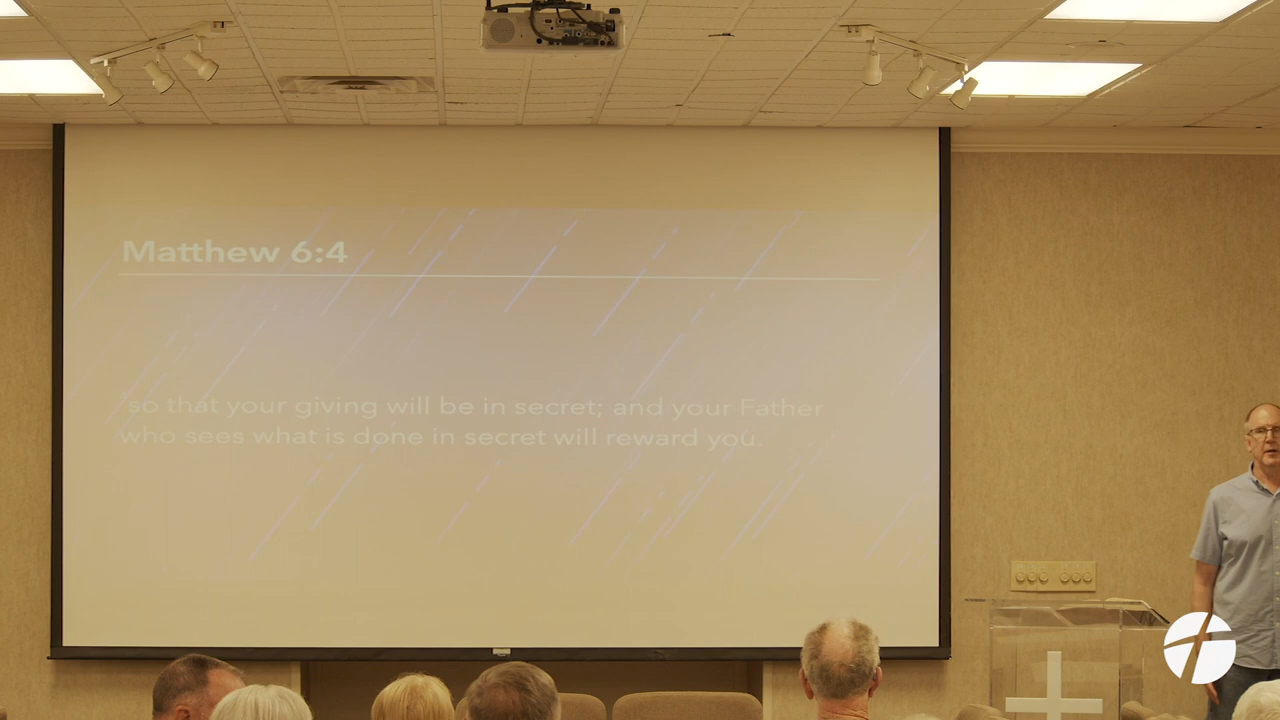 Matthew 6:4
so that your giving will be in secret; and your Father
who sees what is done in secret will reward you.